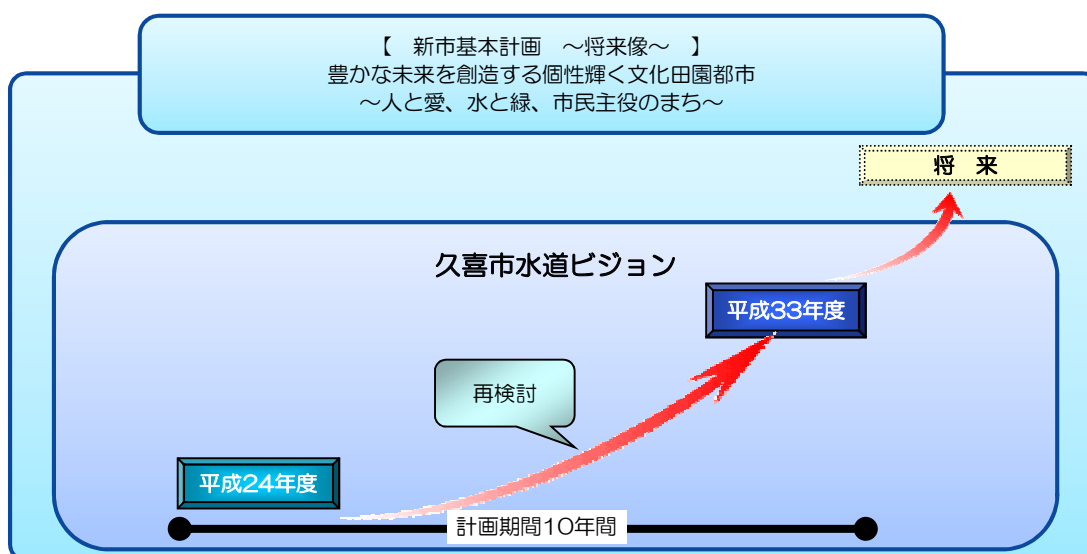 【 新市基本計画 ～将来像～ 】
豊かな未来を創造する個性輝く文化田園都市
～人と愛、水と緑、市民主役のまち～
将 来
久喜市水道ビジョン
平成33年度
再検討
平成24年度
計画期間10年間